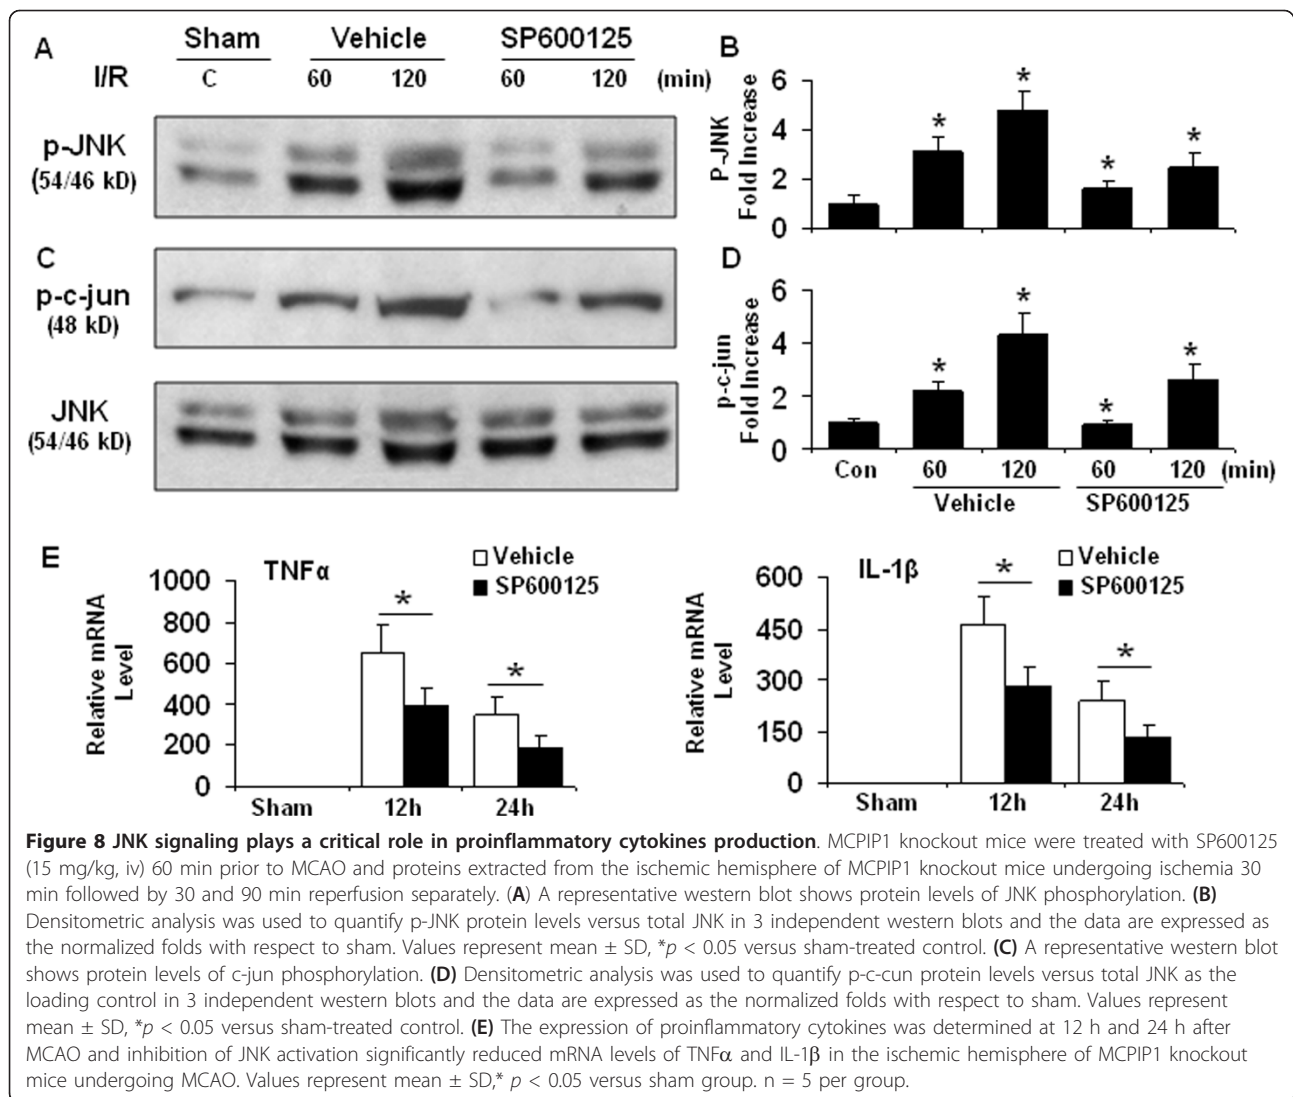 A Sham Vehicle SP600125
I/R C 60 120 60 120 (min)
p-JNK
(54/46 kD)
C
p-c-jun
(48 kD)
JNK
(54/46 kD)
B
P-JNK
Fold Increase
6
4
2
0
* * * *
D
p-c-jun
Fold Increase
6
4
2
0
* * * *
Con 60 120 60 120 (min)
Vehicle SP600125
E
TNFα
Vehicle
SP600125
Relative mRNA
Level
1000
800
600
400
200
0
* *
Sham 12h 24h
IL-1β
Vehicle
SP600125
Relative mRNA
Level
600
450
300
150
0
* *
Sham 12h 24h
Figure 8 JNK signaling plays a critical role in proinflammatory cytokines production. MCPIP1 knockout mice were treated with SP600125
(15 mg/kg, iv) 60 min prior to MCAO and proteins extracted from the ischemic hemisphere of MCPIP1 knockout mice undergoing ischemia 30
min followed by 30 and 90 min reperfusion separately. (A) A representative western blot shows protein levels of JNK phosphorylation. (B)
Densitometric analysis was used to quantify p-JNK protein levels versus total JNK in 3 independent western blots and the data are expressed as
the normalized folds with respect to sham. Values represent mean ± SD, *p < 0.05 versus sham-treated control. (C) A representative western blot
shows protein levels of c-jun phosphorylation. (D) Densitometric analysis was used to quantify p-c-cun protein levels versus total JNK as the
loading control in 3 independent western blots and the data are expressed as the normalized folds with respect to sham. Values represent
mean ± SD, *p < 0.05 versus sham-treated control. (E) The expression of proinflammatory cytokines was determined at 12 h and 24 h after
MCAO and inhibition of JNK activation significantly reduced mRNA levels of TNFα and IL-1β in the ischemic hemisphere of MCPIP1 knockout
mice undergoing MCAO. Values represent mean ± SD,* p < 0.05 versus sham group. n = 5 per group.